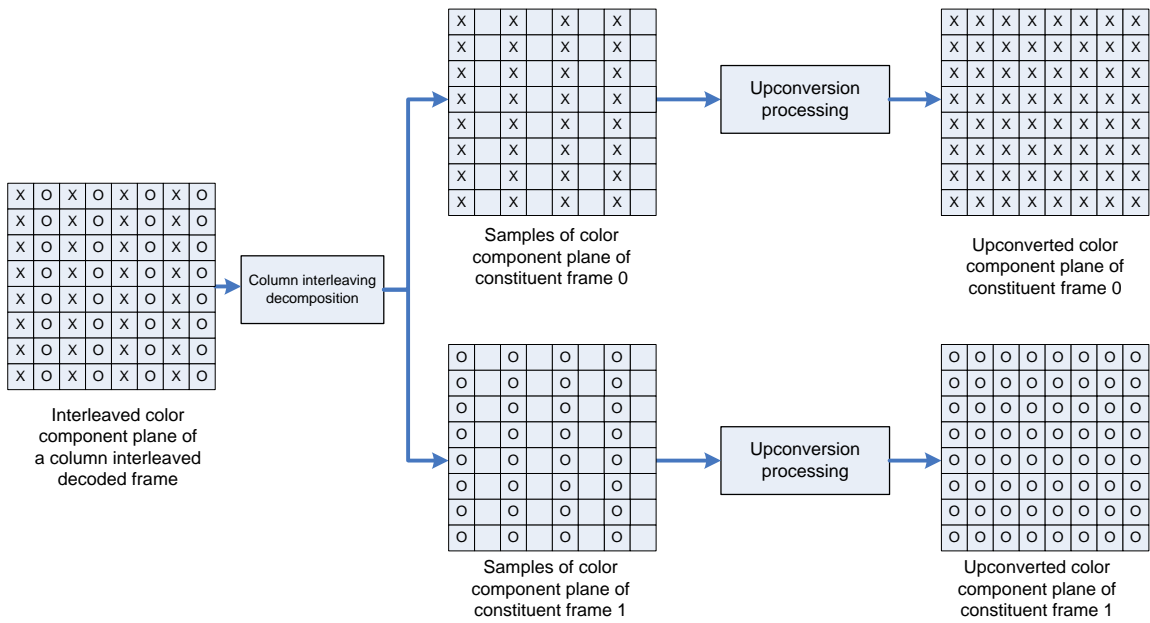 X X X X
X X X X
X X X X
X X X X
X X X X
X X X X
X X X X
X X X X
Samples of color
component plane of
constituent frame 0
Upconversion
processing
X X X X X X X X
X X X X X X X X
X X X X X X X X
X X X X X X X X
X X X X X X X X
X X X X X X X X
X X X X X X X X
X X X X X X X X
Upconverted color
component plane of
constituent frame 0
X O X O X O X O
X O X O X O X O
X O X O X O X O
X O X O X O X O
X O X O X O X O
X O X O X O X O
X O X O X O X O
X O X O X O X O
Interleaved color
component plane of
a column interleaved
decoded frame
Column interleaving
decomposition
O O O O
O O O O
O O O O
O O O O
O O O O
O O O O
O O O O
O O O O
Samples of color
component plane of
constituent frame 1
Upconversion
processing
O O O O O O O O
O O O O O O O O
O O O O O O O O
O O O O O O O O
O O O O O O O O
O O O O O O O O
O O O O O O O O
O O O O O O O O
Upconverted color
component plane of
constituent frame 1